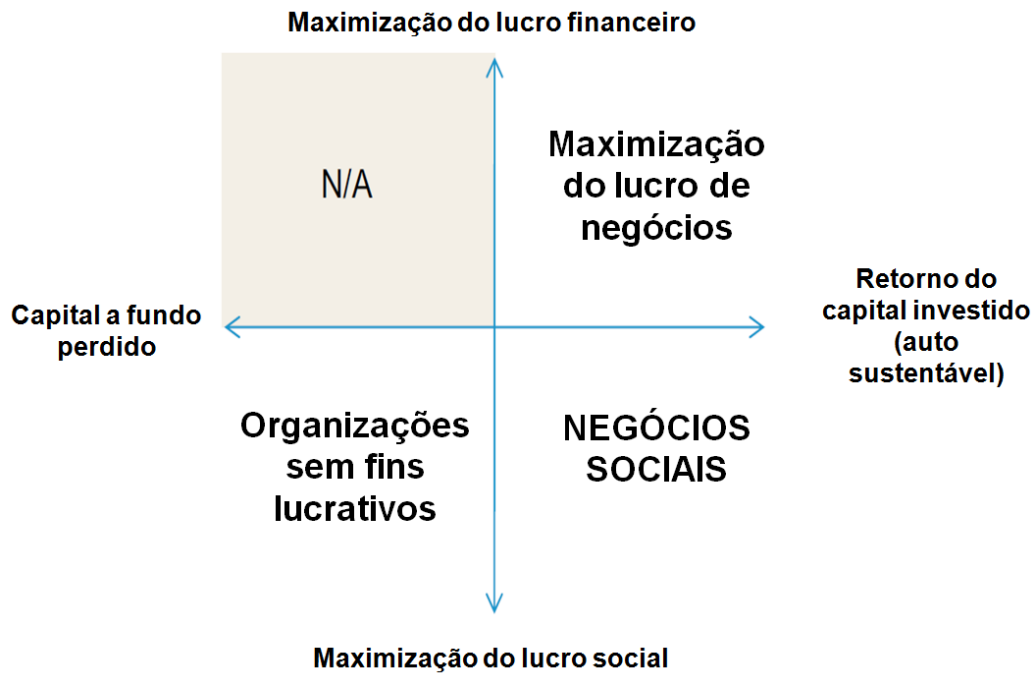 Maximização do lucro financeiro
N/A
Maximização
do lucro de
negócios
Capital a fundo
perdido
Retorno do
capital investido
(auto
sustentável)
Organizações
sem fins
lucrativos
NEGÓCIOS
SOCIAIS
Maximização do lucro social